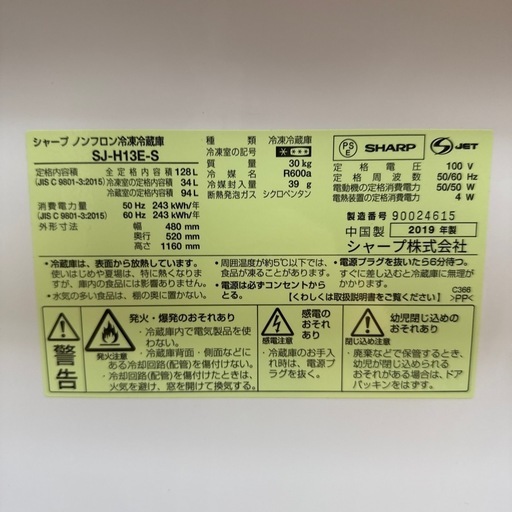 シャープ ノンフロン冷凍冷蔵庫
SJ-H13E-S
定格内容積 全定格内容積 128 L
(JIS C 9801-3:2015) 冷凍室の定格内容積 34 L
冷蔵室の定格内容積 94 L
消費電力量 50 Hz 243 kWh/年
(JIS C 9801-3:2015) 60 Hz 243 kWh/年
外形寸法 幅 480 mm
奥行 520 mm
高さ 1160 mm
種類 冷凍冷蔵庫
冷凍室の記号
質量 30 kg
冷媒名 R600a
冷媒封入量 39 g
断熱発泡ガス シクロペンタン
PS E SHARP S JET
定格電圧 100 V
定格周波数 50/60 Hz
電動機の定格消費電力 50/50 W
電熱装置の定格消費電力 4 W
製造番号 90024615
中国製 2019 年製
シャープ株式会社
・冷蔵庫は、表面から放熱しています。
使いはじめや夏場は、特に熱くなりますが、庫内の食品には影響ありません。
・水気の多い食品は、棚の奥に置かない。
・周囲温度が約5℃以下では、食品が凍ることがあります。
・電源は必ずコンセントから。
・電源プラグを抜いたら6分待つ。
すぐに差し込むと冷蔵庫に無理がかかります。
【くわしくは取扱説明書をご覧ください】
C366
>PP<
警告
発火注意
発火・爆発のおそれあり
・冷蔵庫内で電気製品を使わない。
・冷蔵庫背面・側面などにある冷却回路(配管)を傷付けない
・冷却回路(配管)を傷付けたときは、火気を避け、窓を開けて換気する。
感電注意
感電のおそれあり
・冷蔵庫のお手入れ時は、電源プラグを抜く。
閉じ込め注意
幼児閉じ込めのおそれあり
・廃棄などで保管するときは、幼児が閉じ込められるおそれがある場合は、ドアパッキンをはずす。